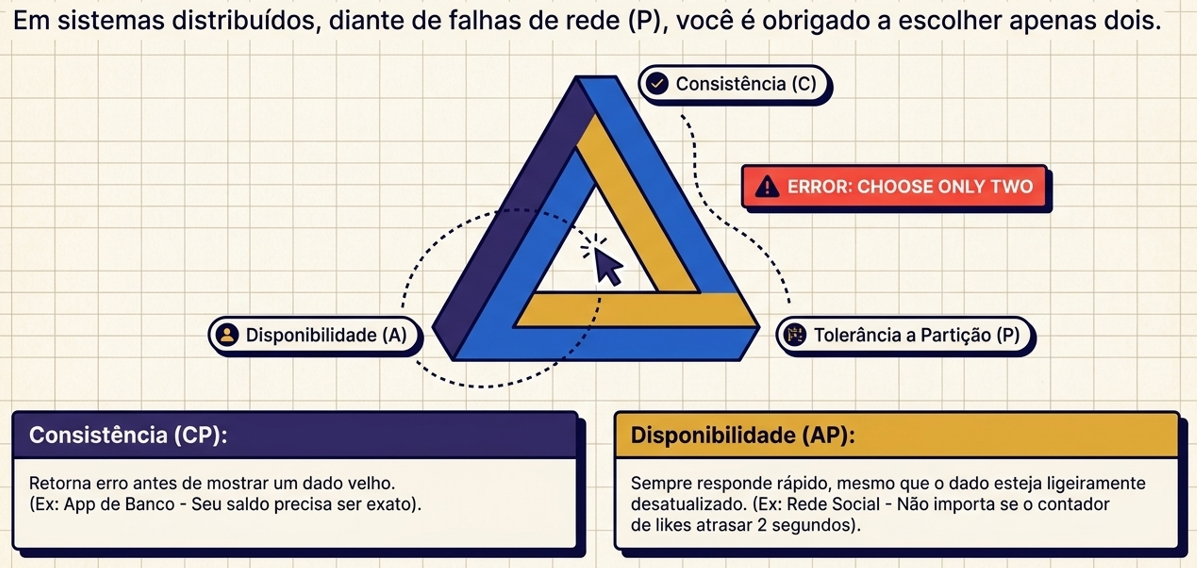 Em sistemas distribuídos, diante de falhas de rede (P), você é obrigado a escolher apenas dois.
Consistência (C)
ERROR: CHOOSE ONLY TWO
Disponibilidade (A)
Tolerância a Partição (P)
Consistência (CP):
Retorna erro antes de mostrar um dado velho.
(Ex: App de Banco - Seu saldo precisa ser exato).
Disponibilidade (AP):
Sempre responde rápido, mesmo que o dado esteja ligeiramente
desatualizado. (Ex: Rede Social - Não importa se o contador
de likes atrasar 2 segundos).